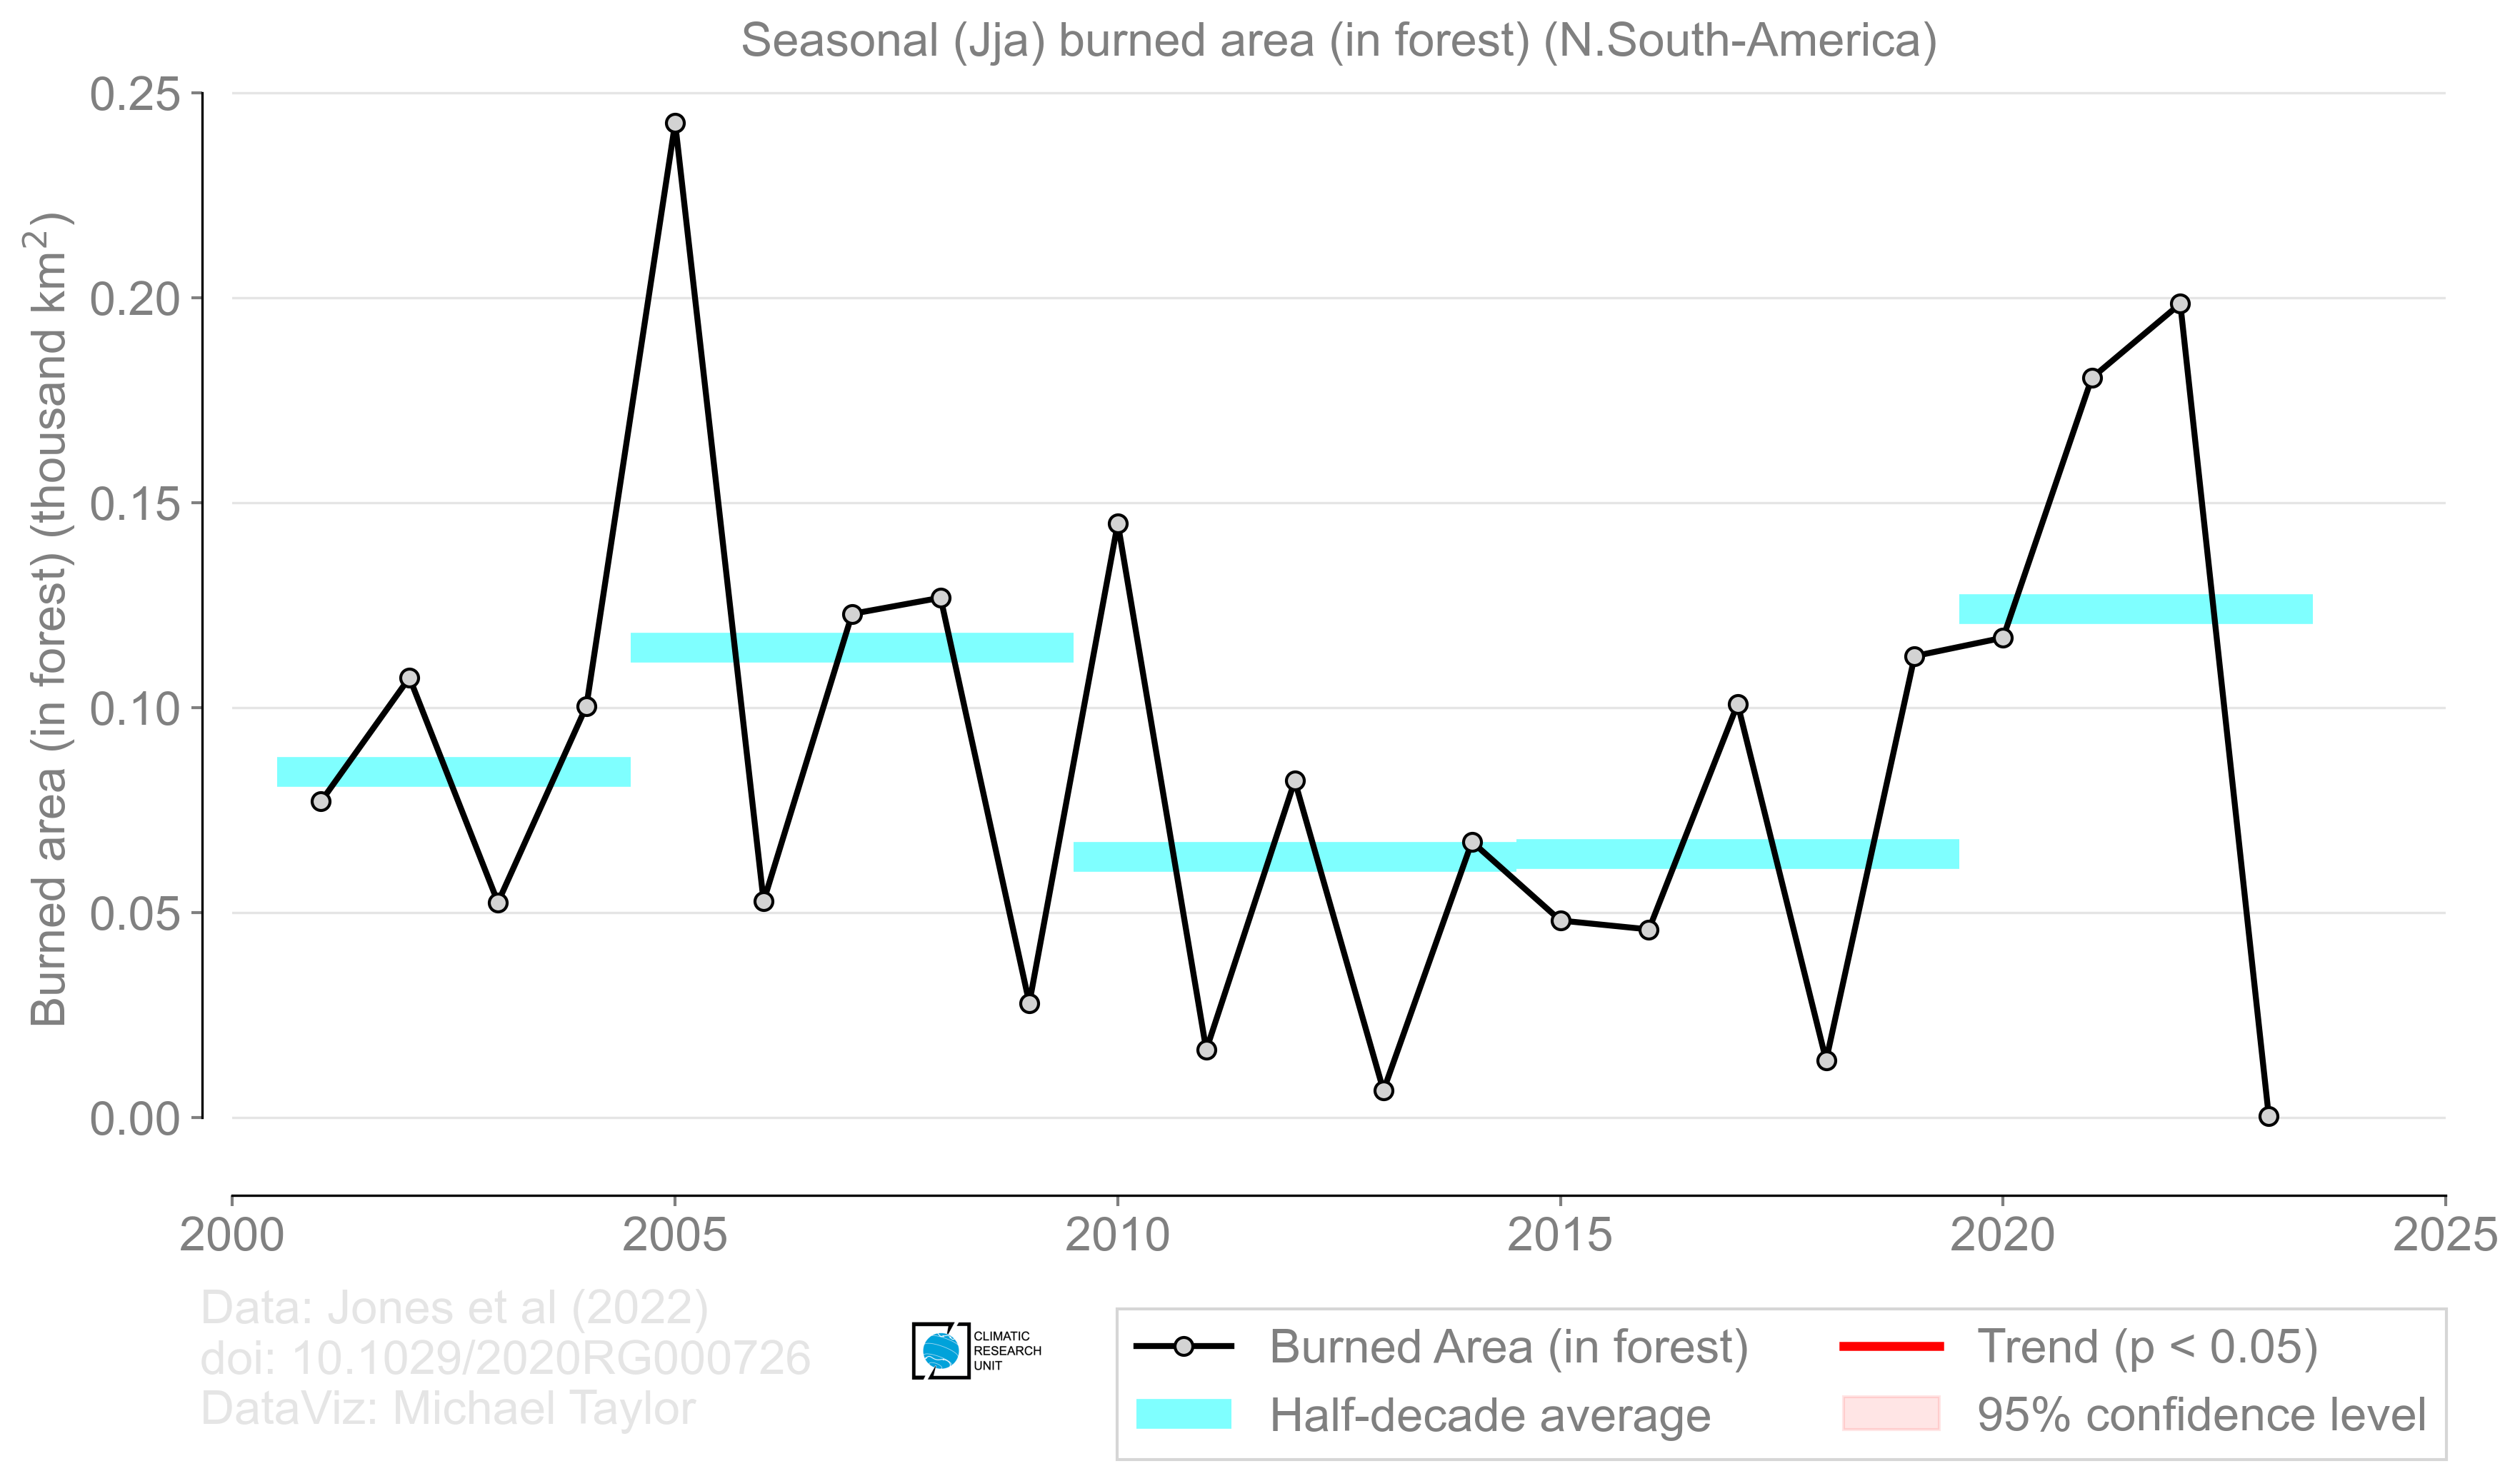 Seasonal (Jja) burned area (in forest) (N.South-America)
Burned area (in forest) (thousand km²)
0.25
0.20
0.15
0.10
0.05
0.00
2000 2005 2010 2015 2020 2025
Data: Jones et al (2022)
doi: 10.1029/2020RG000726
DataViz: Michael Taylor
CLIMATIC
RESEARCH
UNIT
Burned Area (in forest)
Half-decade average
Trend (p < 0.05)
95% confidence level